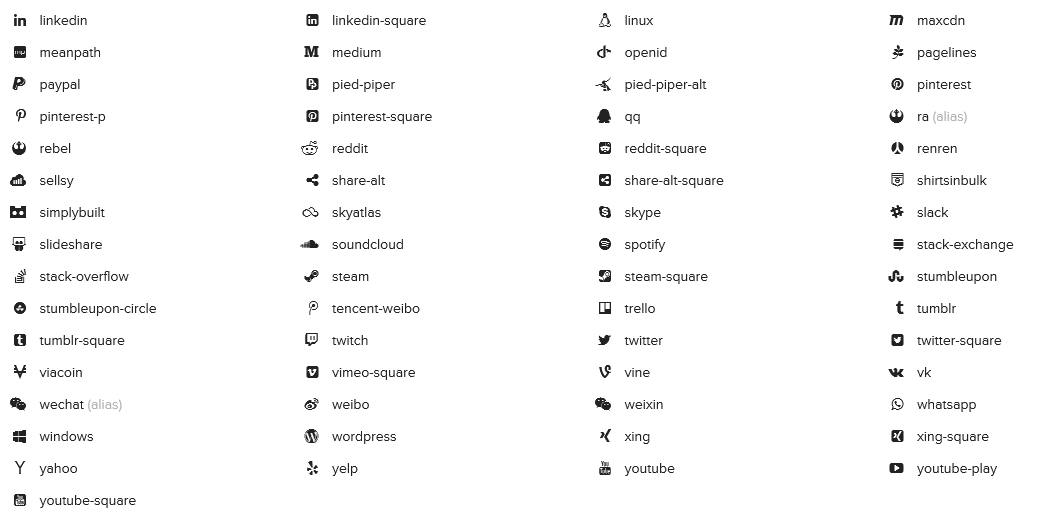 linkedin linkedin-square linux maxcdn
meanpath medium openid pagelines
paypal pied-piper pied-piper-alt pinterest
pinterest-p pinterest-square qq ra (alias)
rebel reddit reddit-square renren
sellsy share-alt share-alt-square shirtsinbulk
simplybuilt skyatlas skype slack
slideshare soundcloud spotify stack-exchange
stack-overflow steam steam-square stumbleupon
stumbleupon-circle tencent-weibo trello tumblr
tumblr-square twitch twitter twitter-square
viacoin vimeo-square vine vk
wechat (alias) weibo weixin whatsapp
windows wordpress xing xing-square
yahoo yelp youtube youtube-play
youtube-square